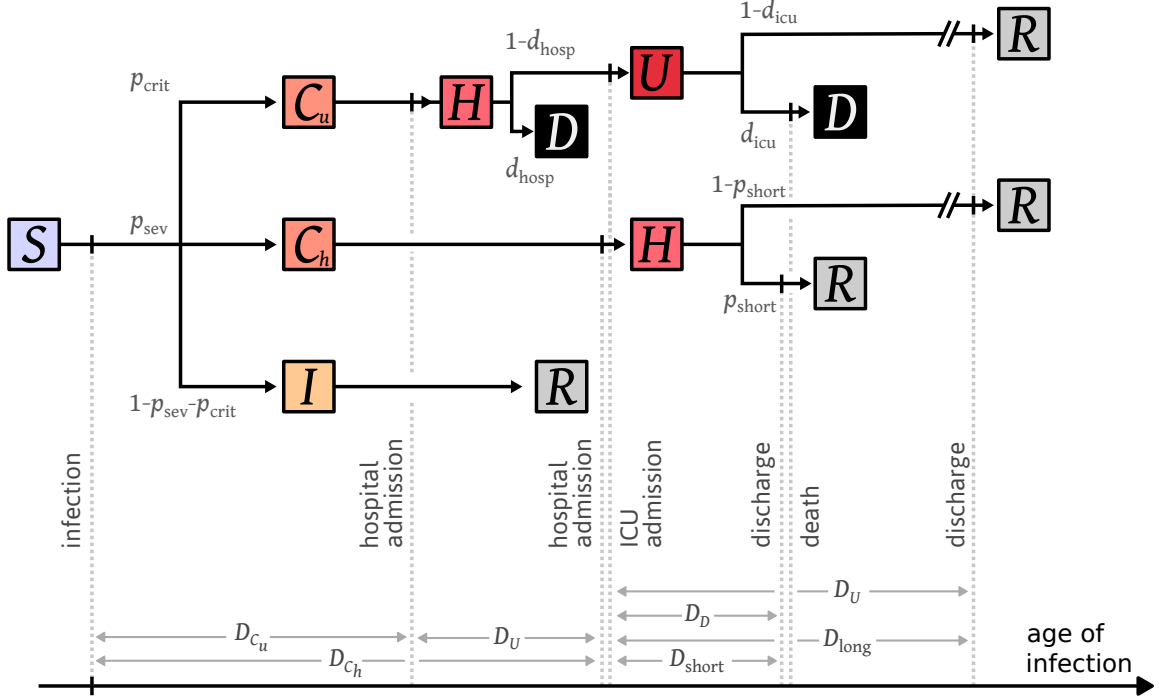 1-d_icu
R
1-d_hosp
p_crit
U
C_u
H
D
D
d_icu
d_hosp
1-p_short
R
p_sev
S
C_h
H
R
p_short
I
R
1-p_sev-p_crit
infection
hospital
admission
hospital
admission
ICU
admission
discharge
death
discharge
D_U
D_D
D_C_u
D_U
D_long
D_C_h
D_short
age of
infection